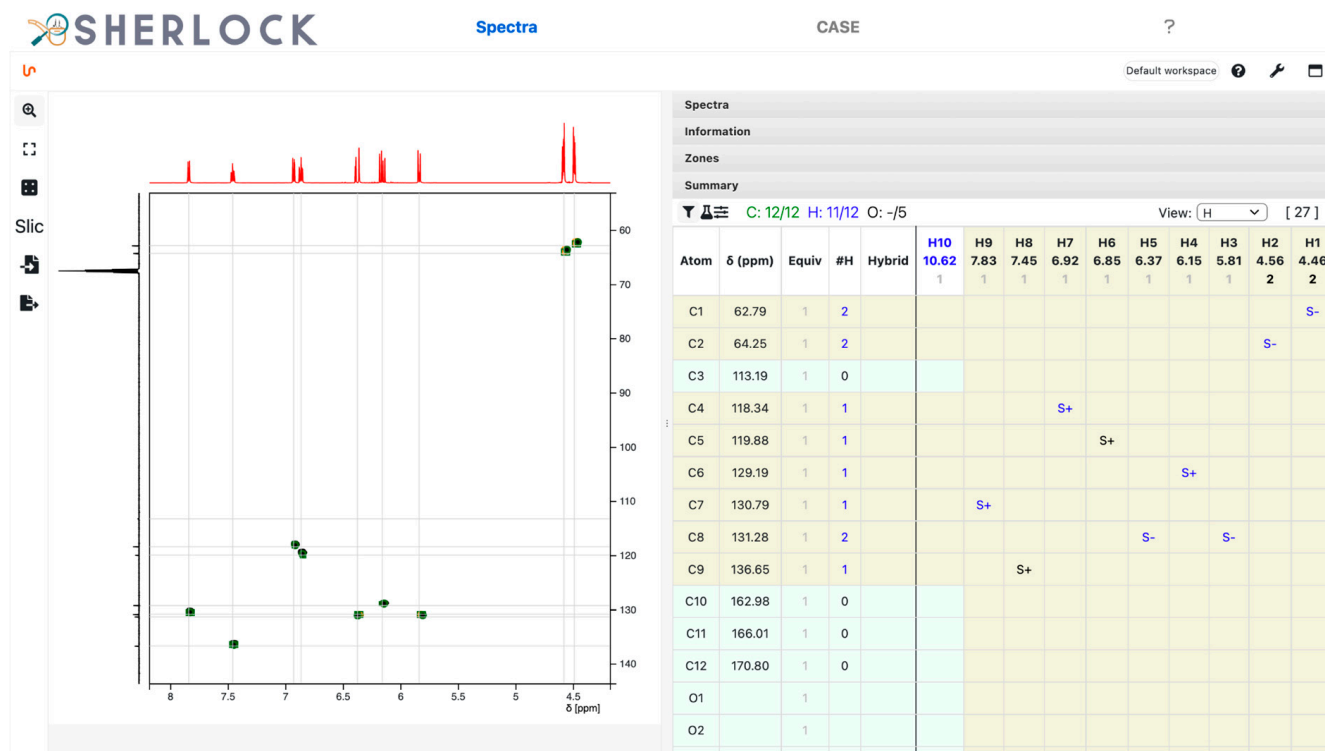 SHERLOCK Spectra CASE ?
Default workspace
Spectra
Information
Zones
Summary
Slic
C: 12/12 H: 11/12 O: -/5 View: H [ 27 ]
Atom δ (ppm) Equiv #H Hybrid H10 H9 H8 H7 H6 H5 H4 H3 H2 H1
10.62 7.83 7.45 6.92 6.85 6.37 6.15 5.81 4.56 4.46
1 1 1 1 1 1 1 1 2 2
C1 62.79 1 2 S-
C2 64.25 1 2 S-
C3 113.19 1 0
C4 118.34 1 1 S+
C5 119.88 1 1 S+
C6 129.19 1 1 S+
C7 130.79 1 1 S+
C8 131.28 1 2 S- S-
C9 136.65 1 1 S+
C10 162.98 1 0
C11 166.01 1 0
C12 170.80 1 0
O1 1
O2 1
60
70
80
90
100
110
120
130
140
8 7.5 7 6.5 6 5.5 5 4.5
δ [ppm]